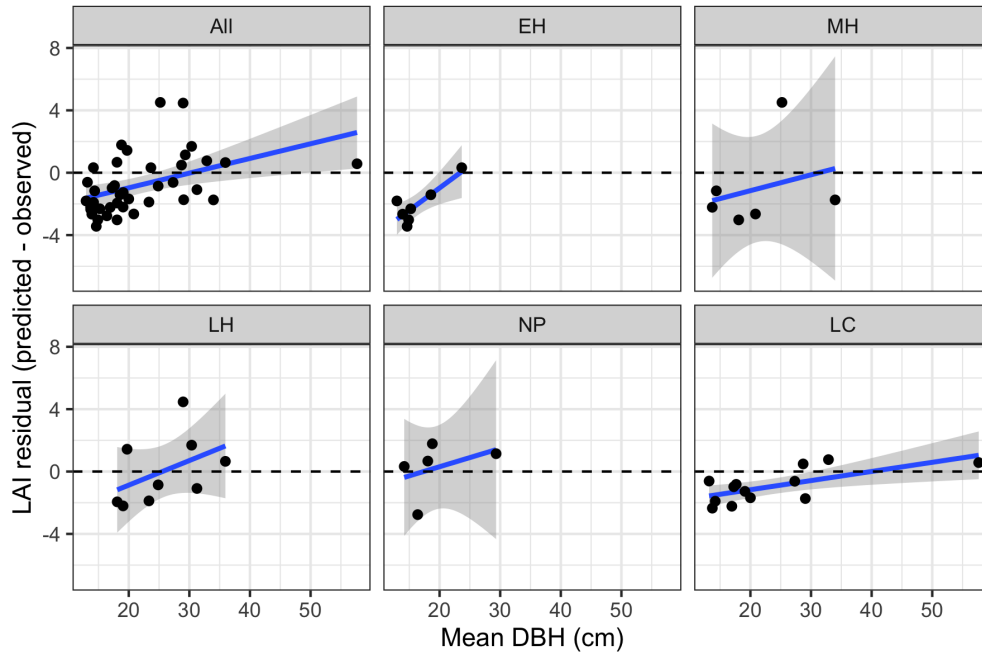 All EH MH
8
4
0
-4
LH NP LC
8
4
0
-4
20 30 40 50 20 30 40 50 20 30 40 50
Mean DBH (cm)
LAI residual (predicted - observed)